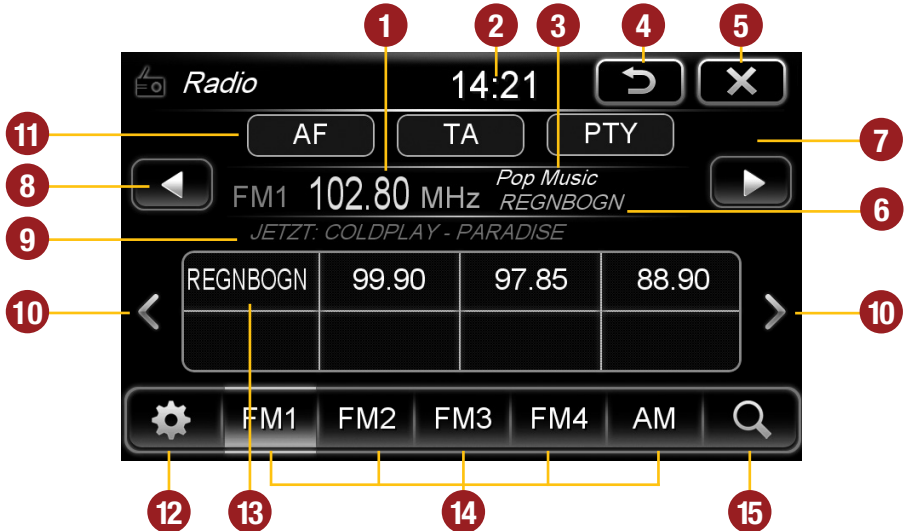 1 2 3 4 5
Radio 14:21
11 AF TA PTY 7
8 FM1 102.80 MHz Pop Music
REGNBOGN 6
9 JETZT: COLDPLAY - PARADISE
REGNBOGN 99.90 97.85 88.90
10 10
FM1 FM2 FM3 FM4 AM
12 13 14 15